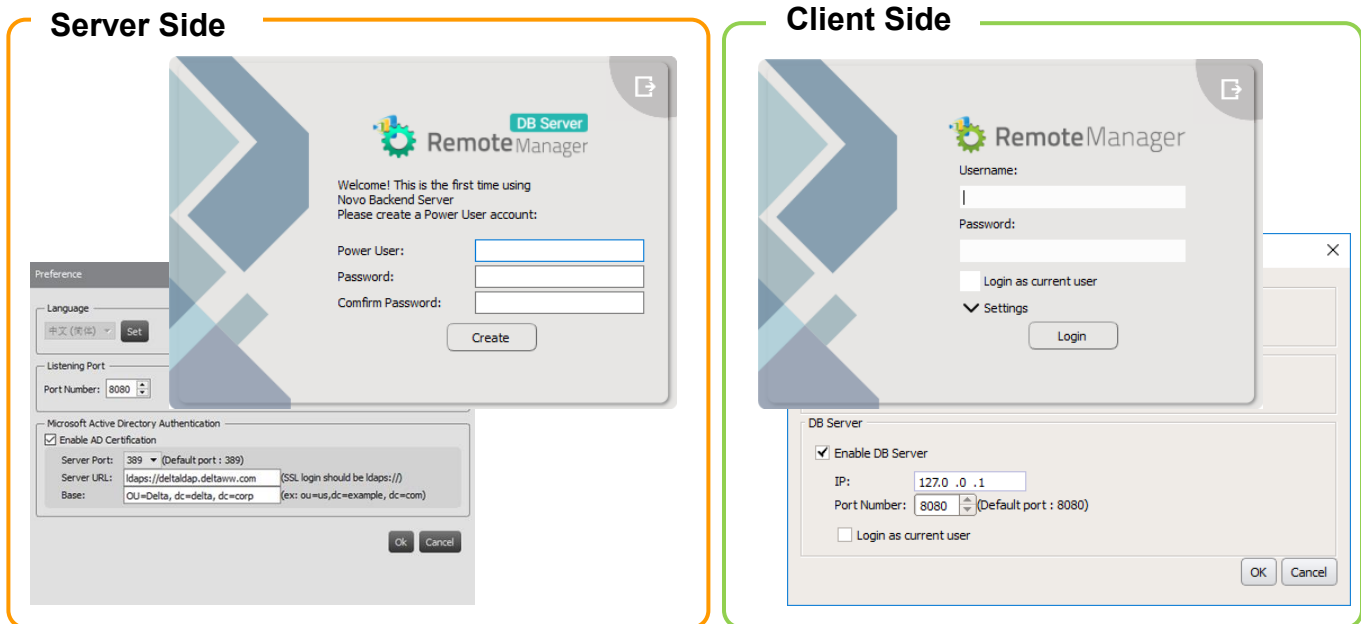 Server Side
DB Server
RemoteManager
Welcome! This is the first time using
Novo Backend Server
Please create a Power User account:
Power User:
Password:
Comfirm Password:
Create
Preference
Language
中文 (简体) Set
Listening Port
Port Number: 8080
Microsoft Active Directory Authentication
Enable AD Certification
Server Port: 389 (Default port : 389)
Server URL: ldaps://deltaldap.deltaww.com (SSL login should be ldaps://)
Base: OU=Delta, dc=delta, dc=corp (ex: ou=us,dc=example, dc=com)
Ok Cancel
Client Side
RemoteManager
Username:
Password:
Login as current user
Settings
Login
DB Server
Enable DB Server
IP: 127.0 .0 .1
Port Number: 8080 (Default port : 8080)
Login as current user
OK Cancel